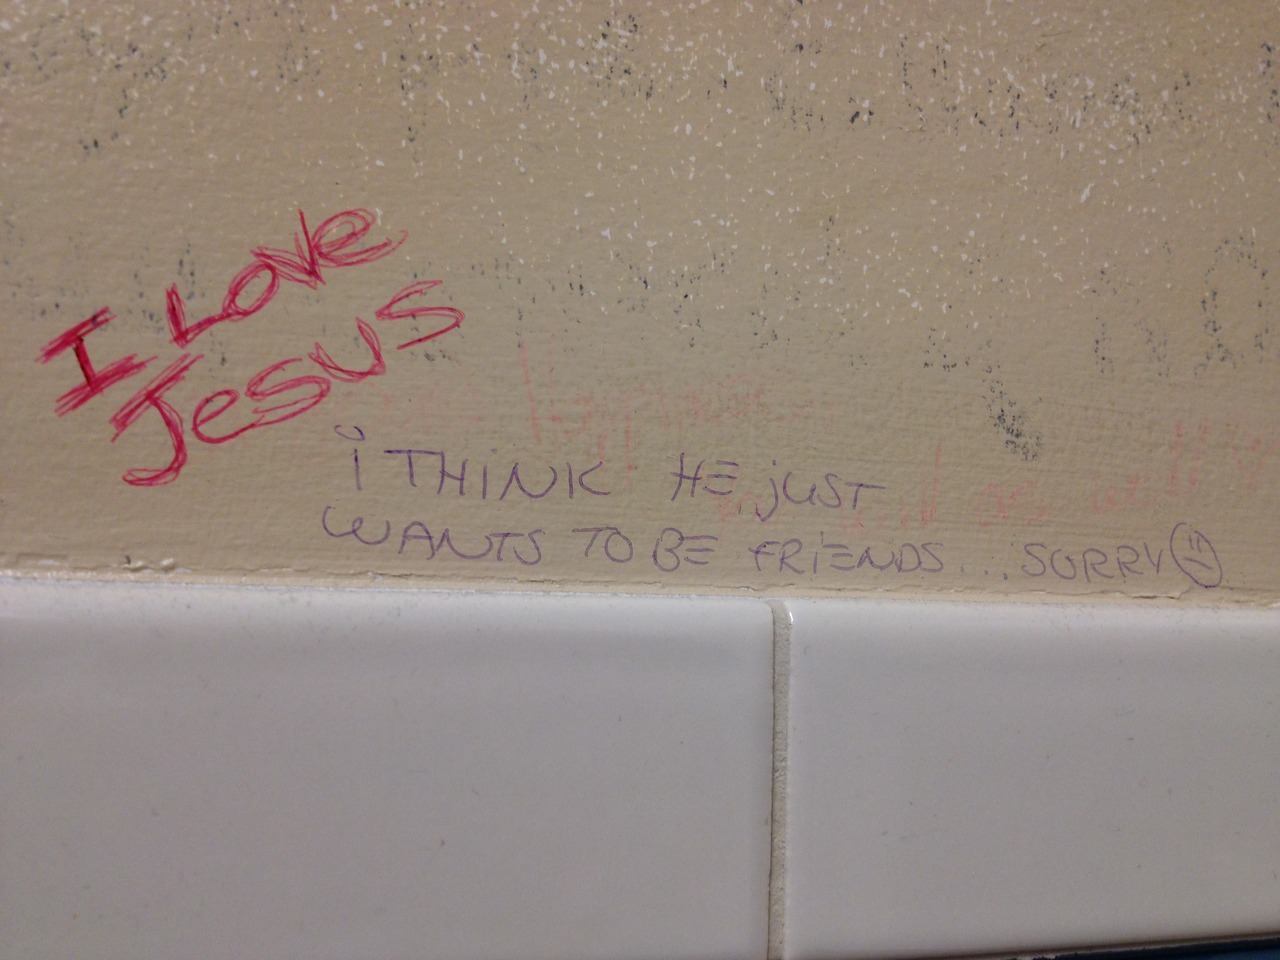 I LOVE
JeSUS
i THINK HE juST
WANTS TO BE FRiENDS... SORRY